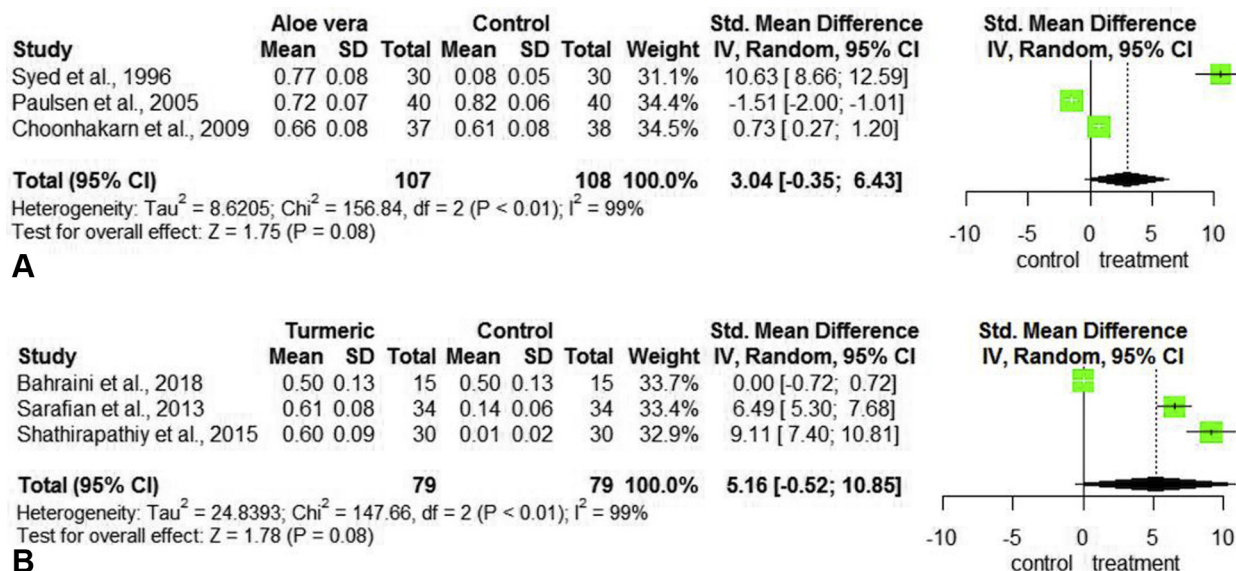 Aloe vera Control Std. Mean Difference Std. Mean Difference
Study Mean SD Total Mean SD Total Weight IV, Random, 95% CI IV, Random, 95% CI
Syed et al., 1996 0.77 0.08 30 0.08 0.05 30 31.1% 10.63 [ 8.66; 12.59]
Paulsen et al., 2005 0.72 0.07 40 0.82 0.06 40 34.4% -1.51 [-2.00; -1.01]
Choonhakarn et al., 2009 0.66 0.08 37 0.61 0.08 38 34.5% 0.73 [ 0.27; 1.20]
Total (95% CI) 107 108 100.0% 3.04 [-0.35; 6.43]
Heterogeneity: Tau² = 8.6205; Chi² = 156.84, df = 2 (P < 0.01); I² = 99%
Test for overall effect: Z = 1.75 (P = 0.08)
-10 -5 0 5 10
control treatment
A
Turmeric Control Std. Mean Difference Std. Mean Difference
Study Mean SD Total Mean SD Total Weight IV, Random, 95% CI IV, Random, 95% CI
Bahraini et al., 2018 0.50 0.13 15 0.50 0.13 15 33.7% 0.00 [-0.72; 0.72]
Sarafian et al., 2013 0.61 0.08 34 0.14 0.06 34 33.4% 6.49 [ 5.30; 7.68]
Shathirapathiy et al., 2015 0.60 0.09 30 0.01 0.02 30 32.9% 9.11 [ 7.40; 10.81]
Total (95% CI) 79 79 100.0% 5.16 [-0.52; 10.85]
Heterogeneity: Tau² = 24.8393; Chi² = 147.66, df = 2 (P < 0.01); I² = 99%
Test for overall effect: Z = 1.78 (P = 0.08)
-10 -5 0 5 10
control treatment
B